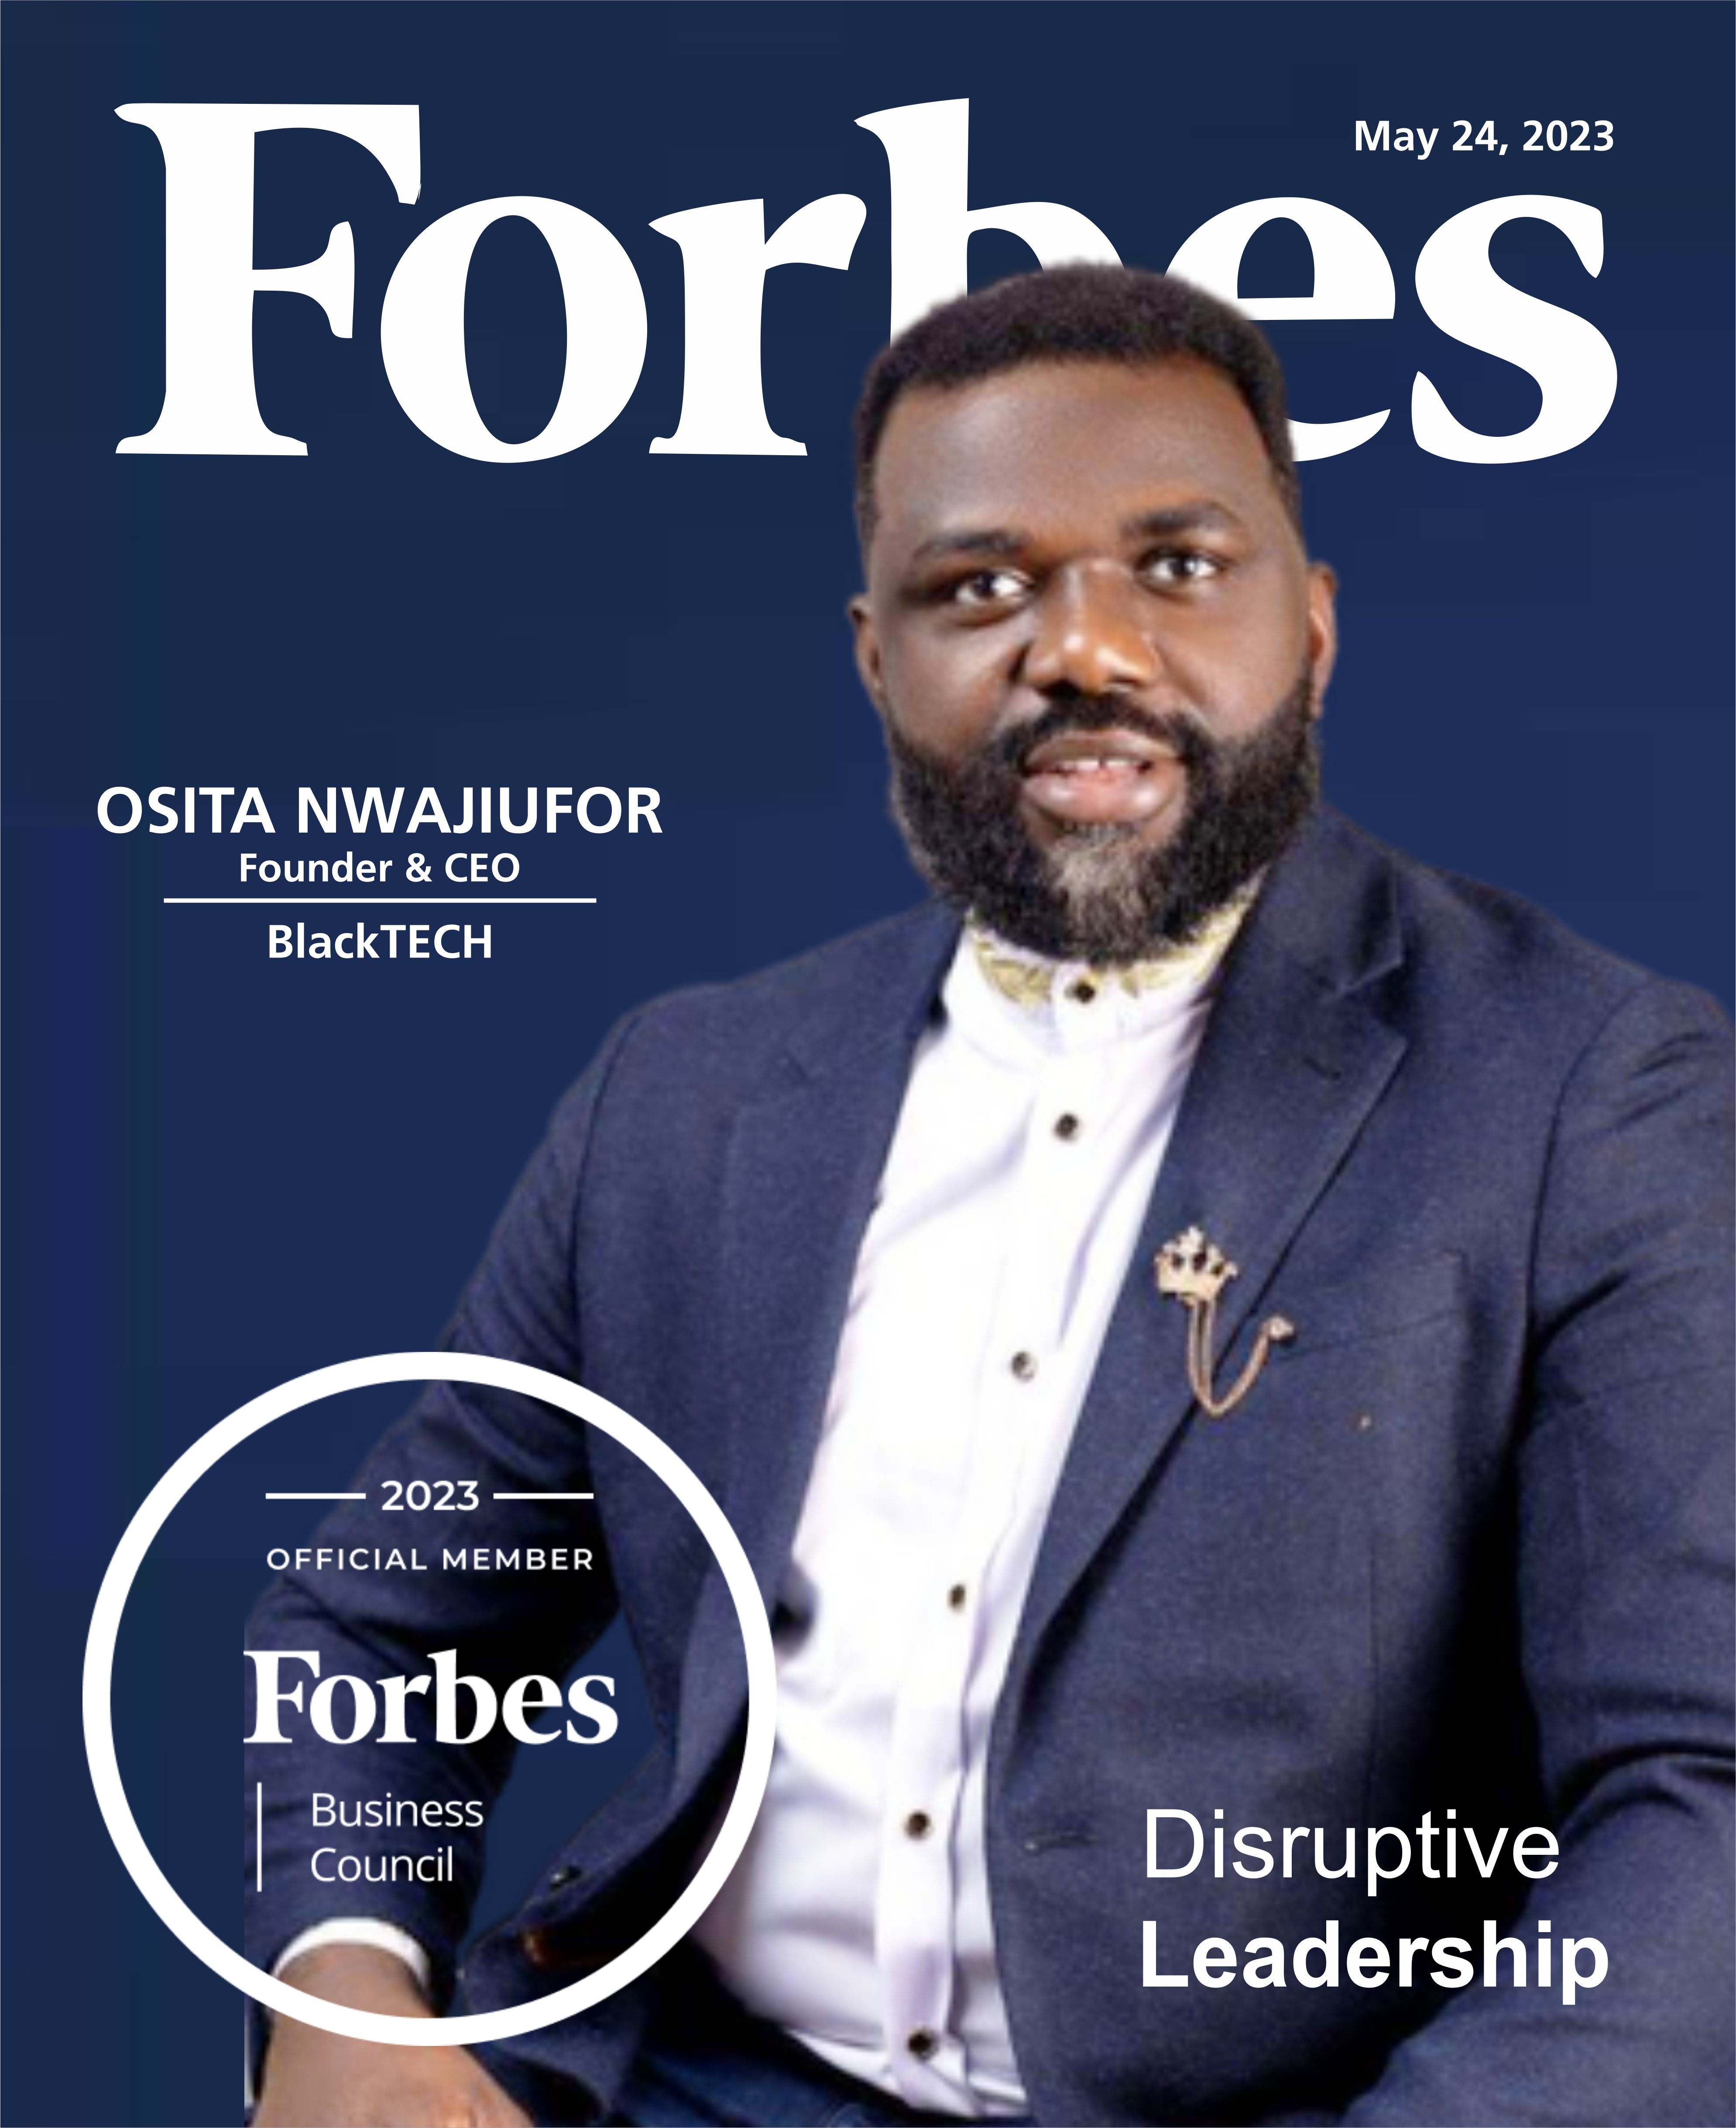 Forbes
May 24, 2023
OSITA NWAJIUFOR
Founder & CEO
BlackTECH
2023
OFFICIAL MEMBER
Forbes
Business
Council
Disruptive
Leadership